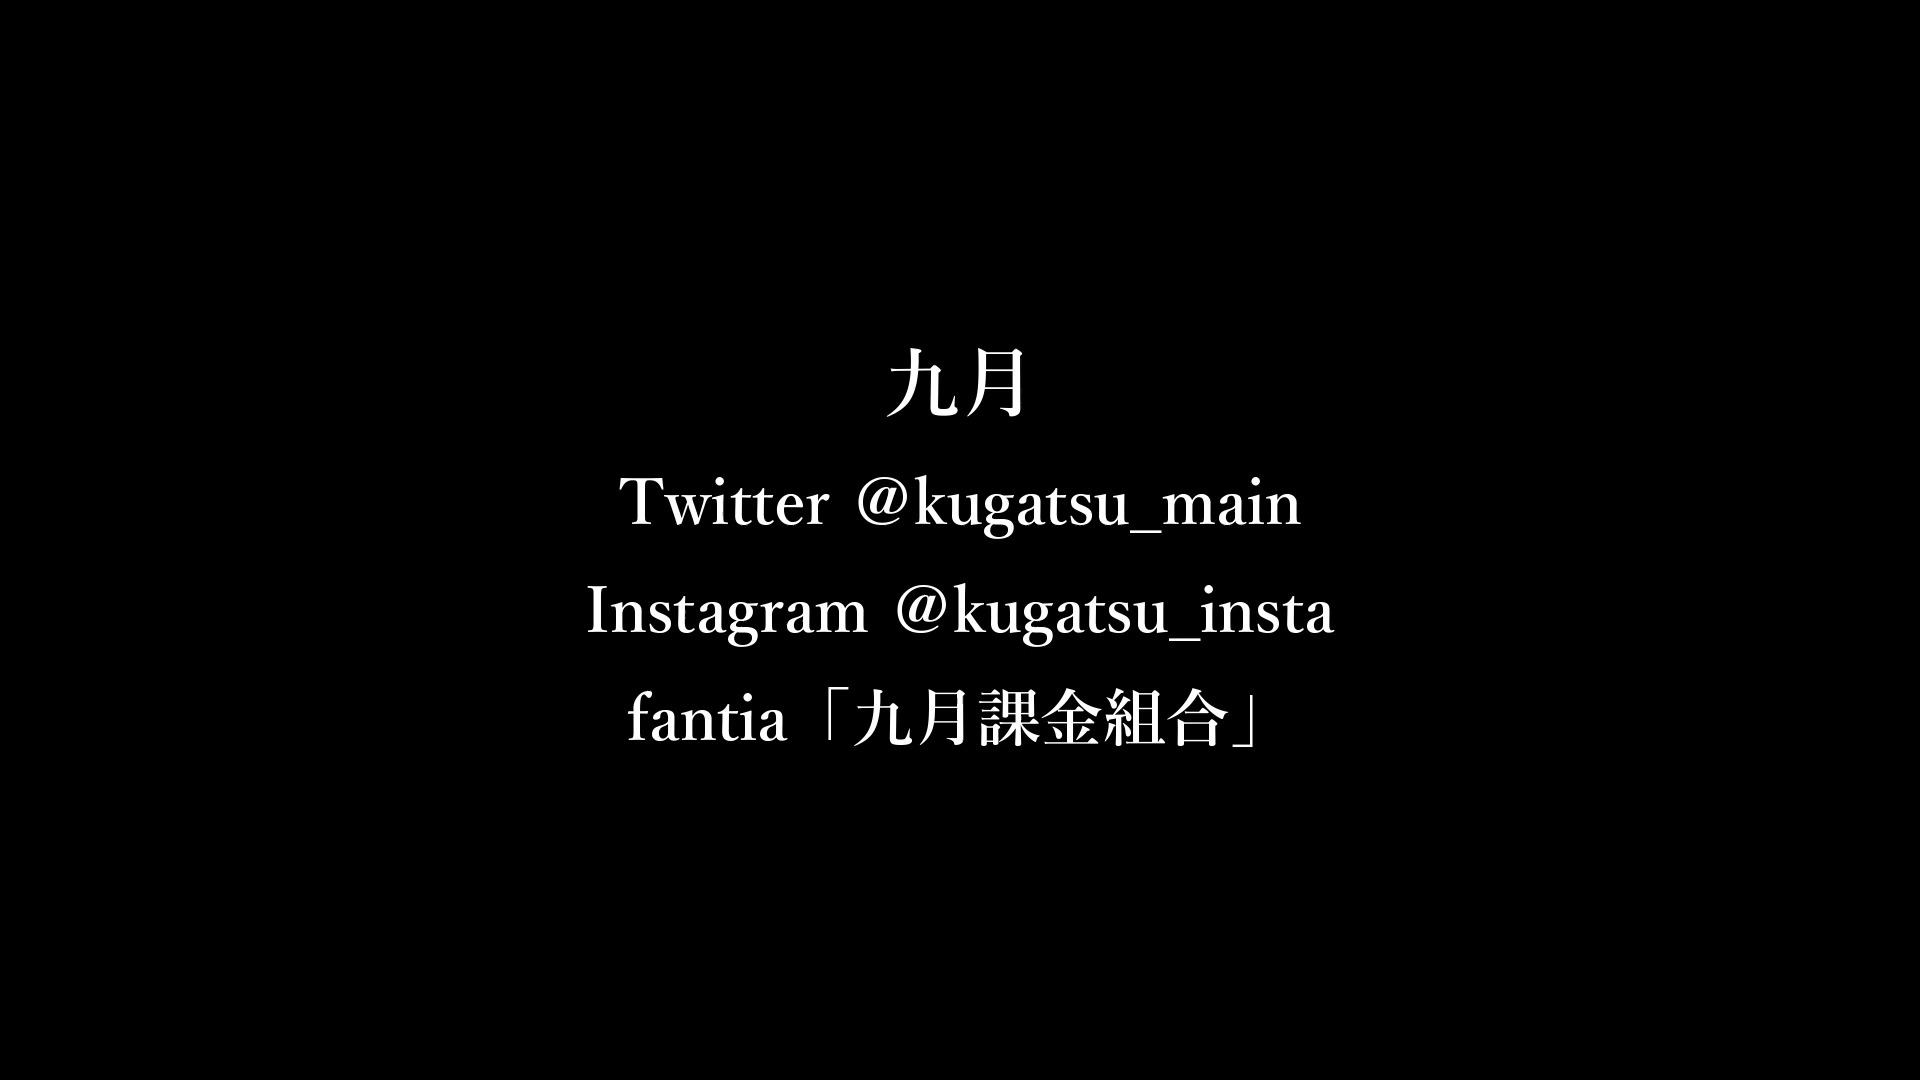 九月
Twitter @kugatsu_main
Instagram @kugatsu_insta
fantia「九月課金組合」